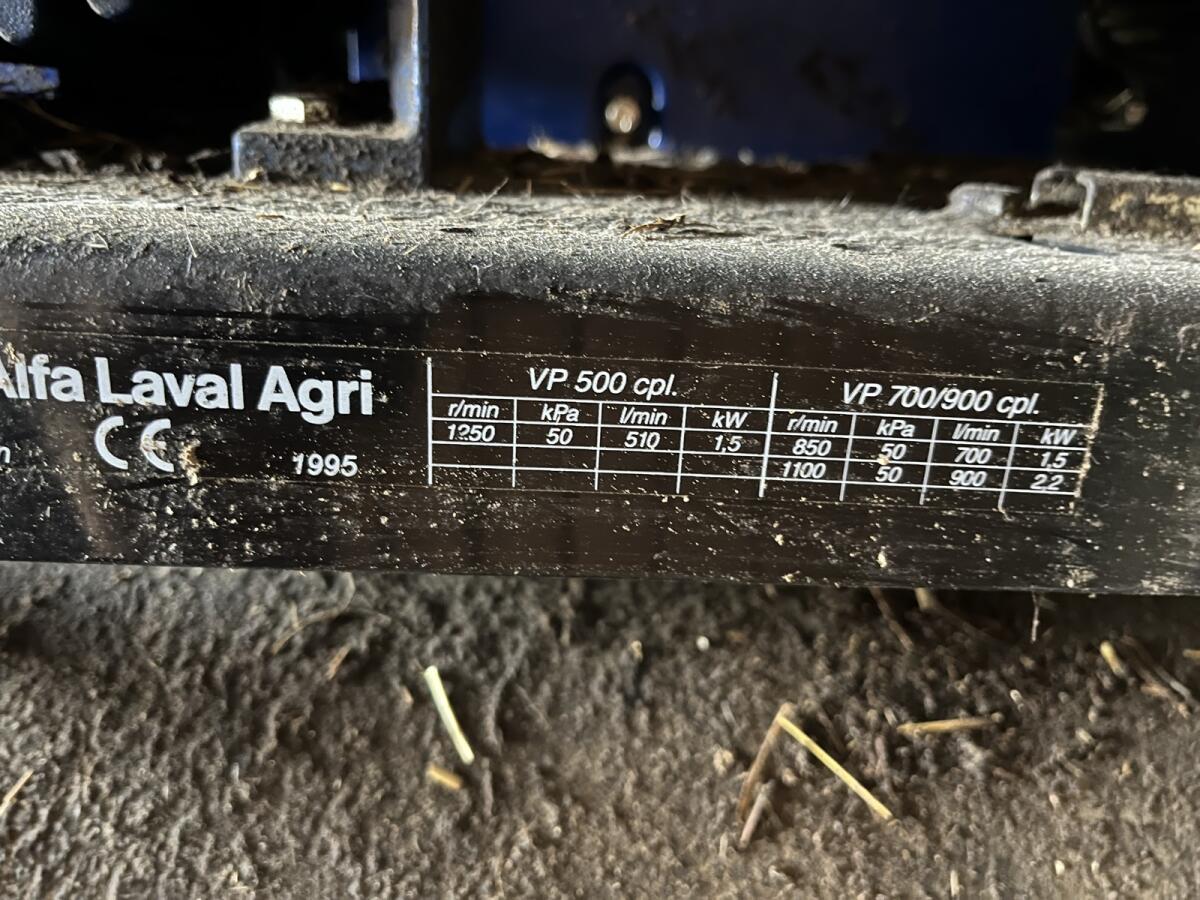 Alfa Laval Agri
CE
1995
VP 500 cpl.
r/min kPa l/min kW
1250 50 510 1,5
VP 700/900 cpl.
r/min kPa l/min kW
850 50 700 1,5
1100 50 900 2,2